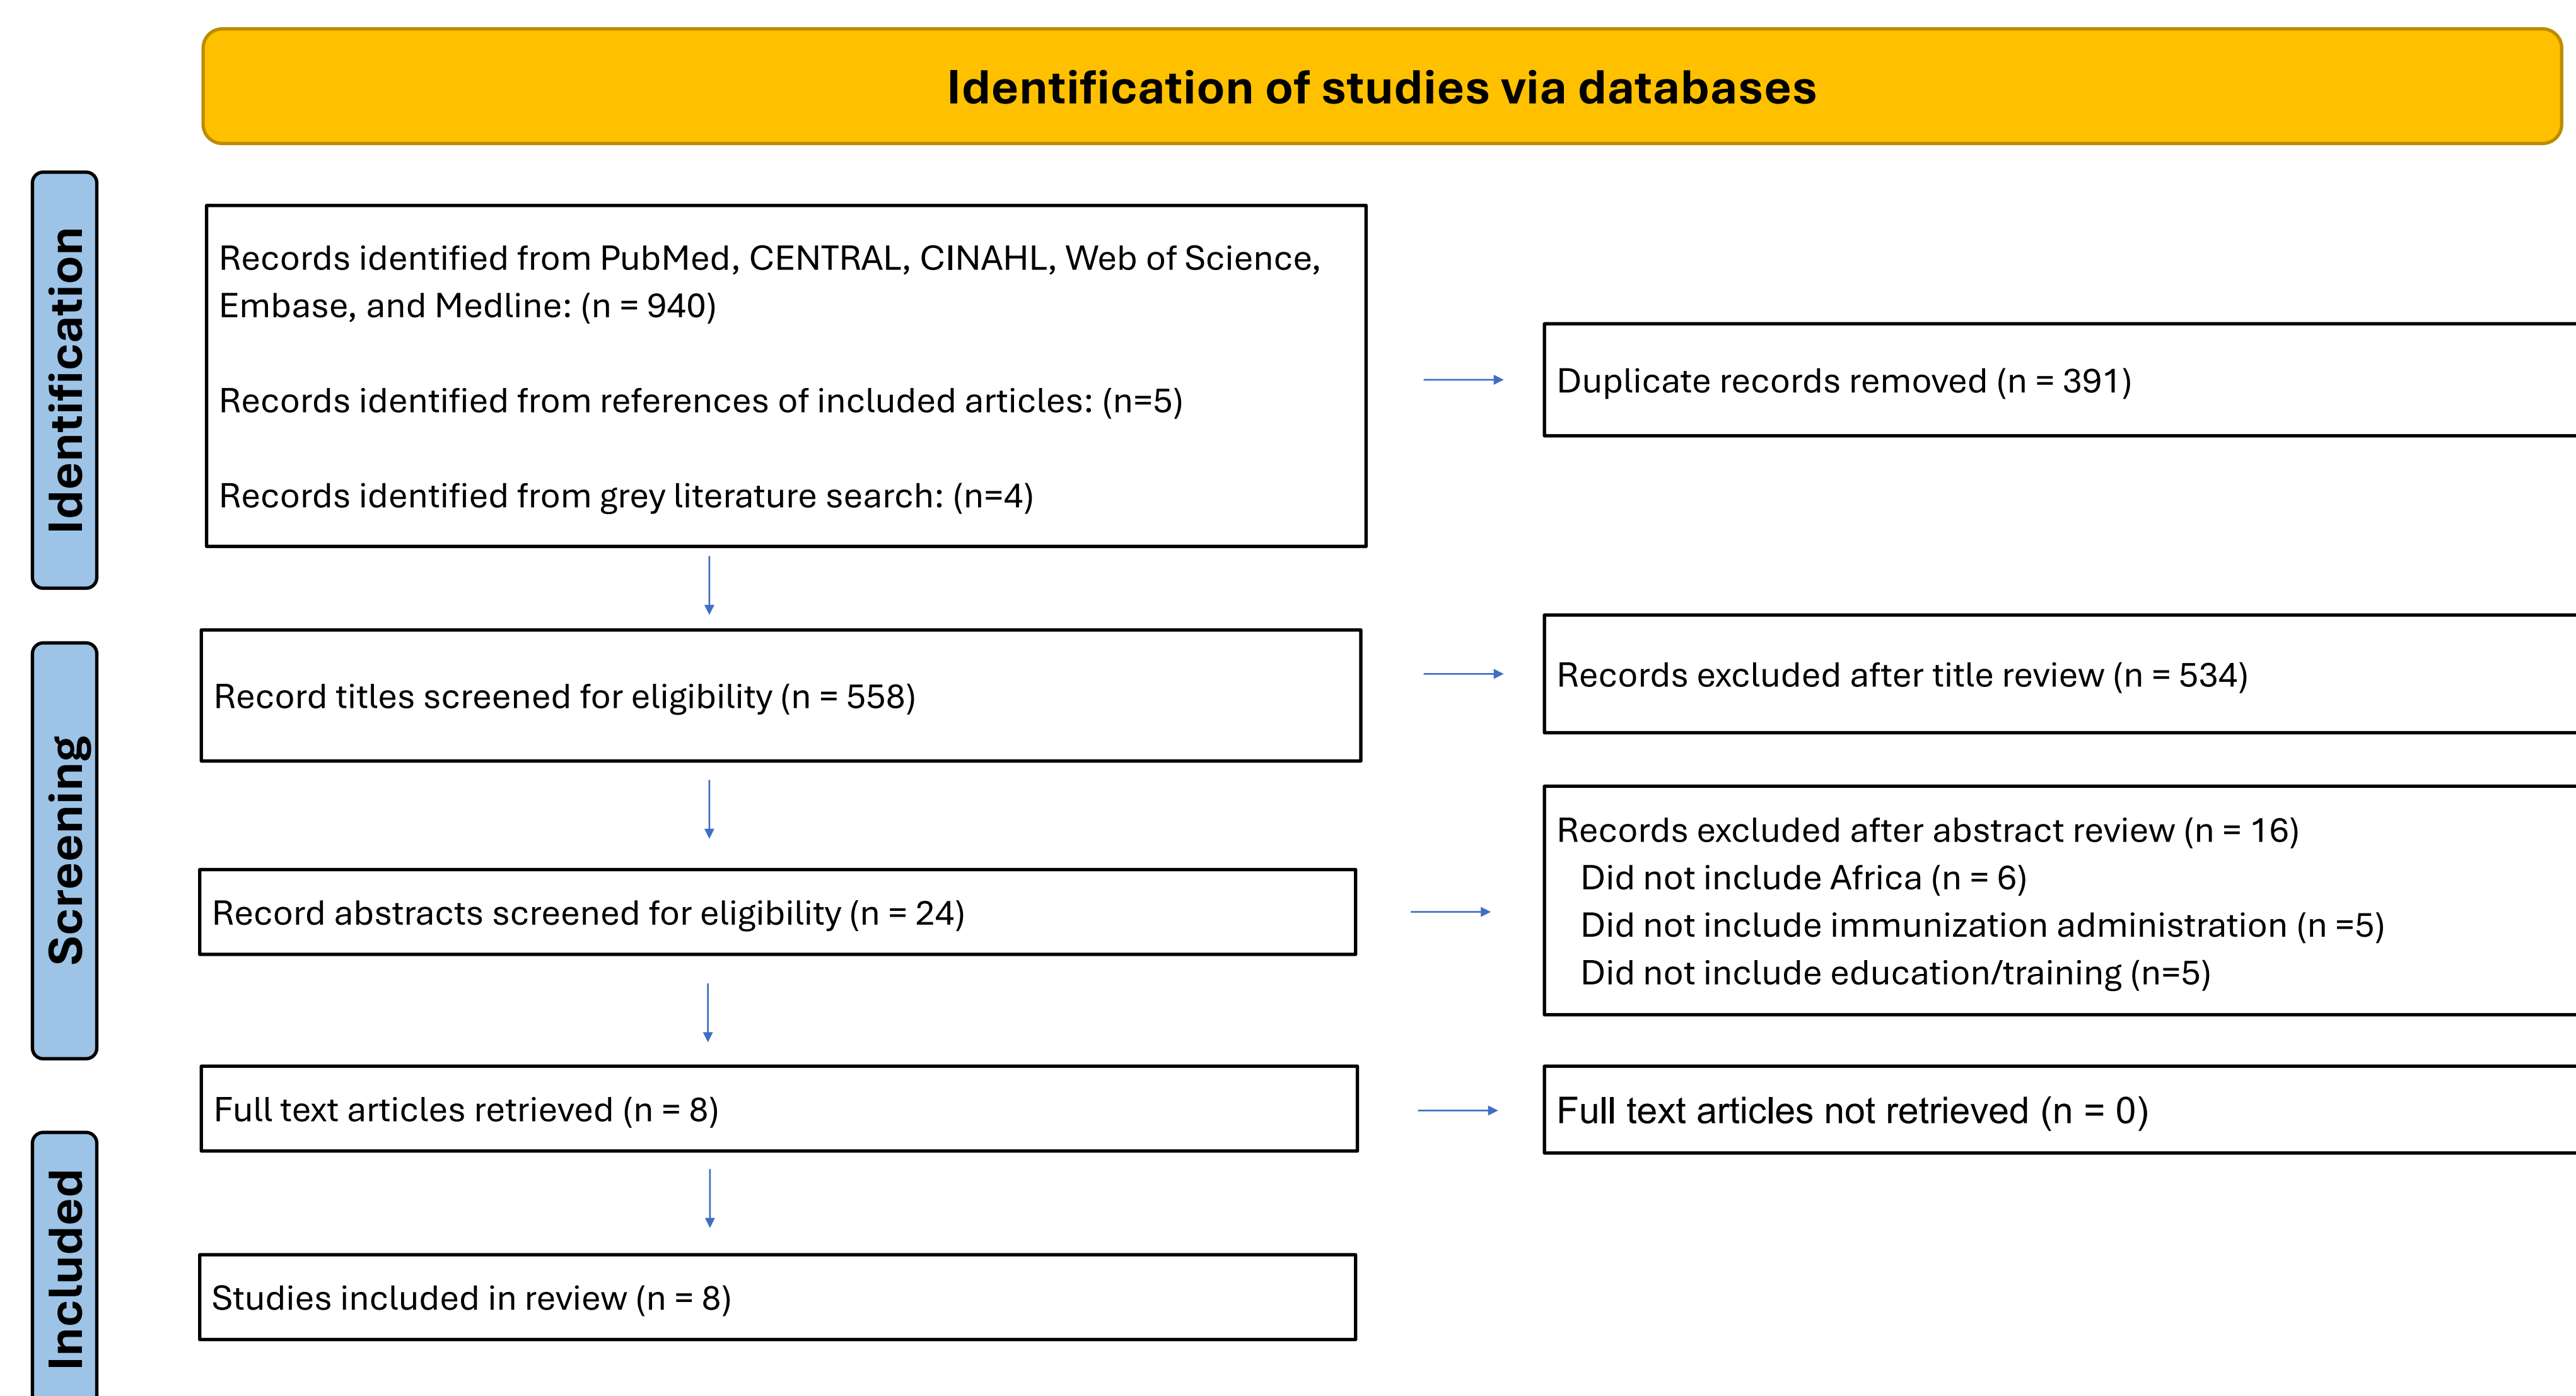 Identification of studies via databases
Identification
Records identified from PubMed, CENTRAL, CINAHL, Web of Science,
Embase, and Medline: (n = 940)
Records identified from references of included articles: (n=5)
Records identified from grey literature search: (n=4)
Duplicate records removed (n = 391)
Screening
Record titles screened for eligibility (n = 558)
Records excluded after title review (n = 534)
Record abstracts screened for eligibility (n = 24)
Records excluded after abstract review (n = 16)
Did not include Africa (n = 6)
Did not include immunization administration (n =5)
Did not include education/training (n=5)
Full text articles retrieved (n = 8)
Full text articles not retrieved (n = 0)
Included
Studies included in review (n = 8)